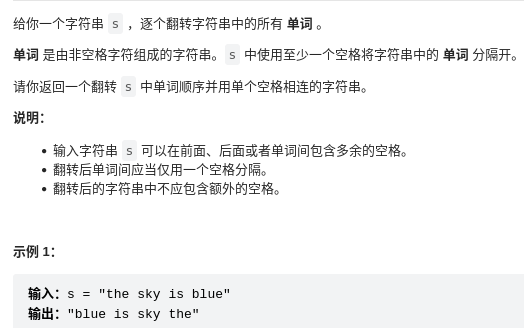 给你一个字符串 s ，逐个翻转字符串中的所有 单词 。
单词 是由非空格字符组成的字符串。s 中使用至少一个空格将字符串中的 单词 分隔开。
请你返回一个翻转 s 中单词顺序并用单个空格相连的字符串。
说明：
• 输入字符串 s 可以在前面、后面或者单词间包含多余的空格。
• 翻转后单词间应当仅用一个空格分隔。
• 翻转后的字符串中不应包含额外的空格。
示例 1：
输入：s = "the sky is blue"
输出："blue is sky the"